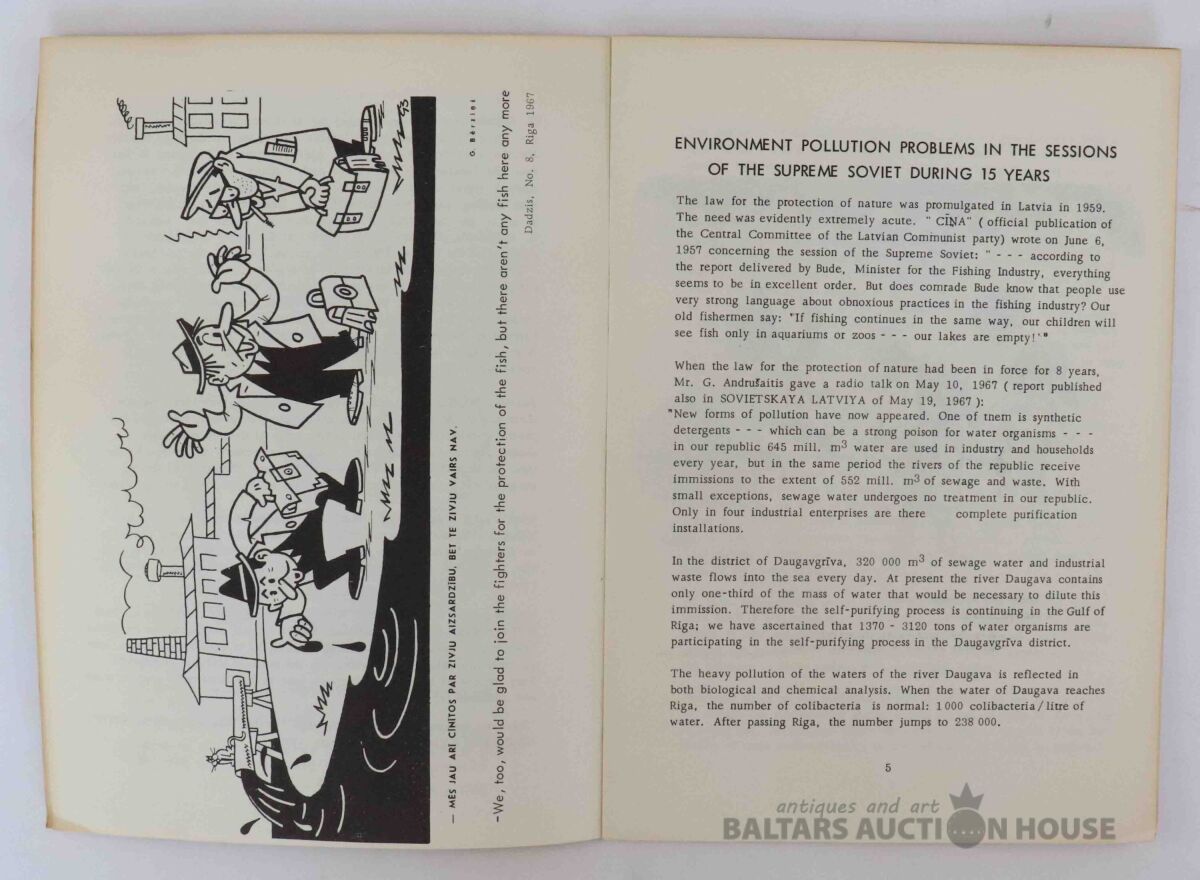 — MĒS JAU ARĪ CĪNĪTOS PAR ZIVJU AIZSARDZĪBU, BET TE ZIVJU VAIRS NAV.
G. Bērziņš
-We, too, would be glad to join the fighters for the protection of the fish, but there aren't any fish here any more
Dadzis, No. 8, Riga 1967
ENVIRONMENT POLLUTION PROBLEMS IN THE SESSIONS
OF THE SUPREME SOVIET DURING 15 YEARS
The law for the protection of nature was promulgated in Latvia in 1959.
The need was evidently extremely acute. " CĪŅA" ( official publication of
the Central Committee of the Latvian Communist party) wrote on June 6,
1957 concerning the session of the Supreme Soviet: " - - - according to
the report delivered by Bude, Minister for the Fishing Industry, everything
seems to be in excellent order. But does comrade Bude know that people use
very strong language about obnoxious practices in the fishing industry? Our
old fishermen say: "If fishing continues in the same way, our children will
see fish only in aquariums or zoos - - - our lakes are empty!'"
When the law for the protection of nature had been in force for 8 years,
Mr. G. Andrušaitis gave a radio talk on May 10, 1967 ( report published
also in SOVIETSKAYA LATVIYA of May 19, 1967 ):
"New forms of pollution have now appeared. One of tnem is synthetic
detergents - - - which can be a strong poison for water organisms - - -
in our republic 645 mill. m³ water are used in industry and households
every year, but in the same period the rivers of the republic receive
immissions to the extent of 552 mill. m³ of sewage and waste. With
small exceptions, sewage water undergoes no treatment in our republic.
Only in four industrial enterprises are there complete purification
installations.
In the district of Daugavgrīva, 320 000 m³ of sewage water and industrial
waste flows into the sea every day. At present the river Daugava contains
only one-third of the mass of water that would be necessary to dilute this
immission. Therefore the self-purifying process is continuing in the Gulf of
Riga; we have ascertained that 1370 - 3120 tons of water organisms are
participating in the self-purifying process in the Daugavgrīva district.
The heavy pollution of the waters of the river Daugava is reflected in
both biological and chemical analysis. When the water of Daugava reaches
Riga, the number of colibacteria is normal: 1 000 colibacteria / litre of
water. After passing Riga, the number jumps to 238 000.
5
antiques and art
BALTARS AUCTION HOUSE